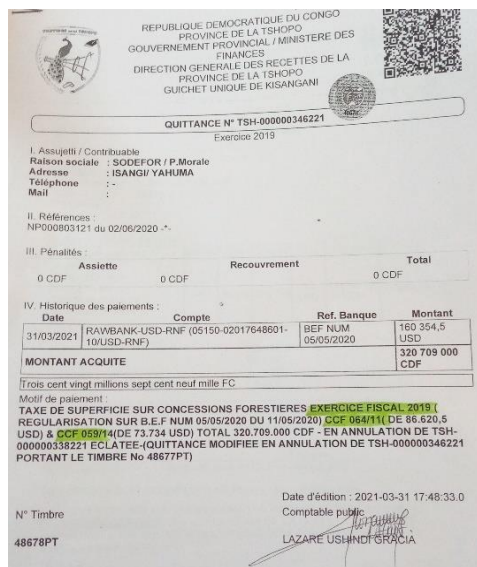 REPUBLIQUE DEMOCRATIQUE DU CONGO
PROVINCE DE LA TSHOPO
GOUVERNEMENT PROVINCIAL / MINISTERE DES
FINANCES
DIRECTION GENERALE DES RECETTES DE LA
PROVINCE DE LA TSHOPO
GUICHET UNIQUE DE KISANGANI
QUITTANCE N° TSH-000000346221
Exercice 2019
I. Assujetti / Contribuable
Raison sociale : SODEFOR / P.Morale
Adresse : ISANGI/ YAHUMA
Téléphone : -
Mail :
II. Références :
NP000803121 du 02/06/2020 -*-
III. Pénalités :
Assiette Recouvrement Total
0 CDF 0 CDF 0 CDF
IV. Historique des paiements :
Date Compte Ref. Banque Montant
31/03/2021 RAWBANK-USD-RNF (05150-02017648601-10/USD-RNF) BEF NUM 05/05/2020 160 354,5 USD
MONTANT ACQUITE 320 709 000 CDF
Trois cent vingt millions sept cent neuf mille FC
Motif de paiement :
TAXE DE SUPERFICIE SUR CONCESSIONS FORESTIERES EXERCICE FISCAL 2019 (
REGULARISATION SUR B.E.F NUM 05/05/2020 DU 11/05/2020) CCF 064/11( DE 86.620,5
USD) & CCF 059/14(DE 73.734 USD) TOTAL 320.709.000 CDF - EN ANNULATION DE TSH-
000000338221 ECLATEE-(QUITTANCE MODIFIEE EN ANNULATION DE TSH-000000346221
PORTANT LE TIMBRE No 48677PT)
Date d'édition : 2021-03-31 17:48:33.0
N° Timbre Comptable public
48678PT LAZARE USHINDI GRACIA